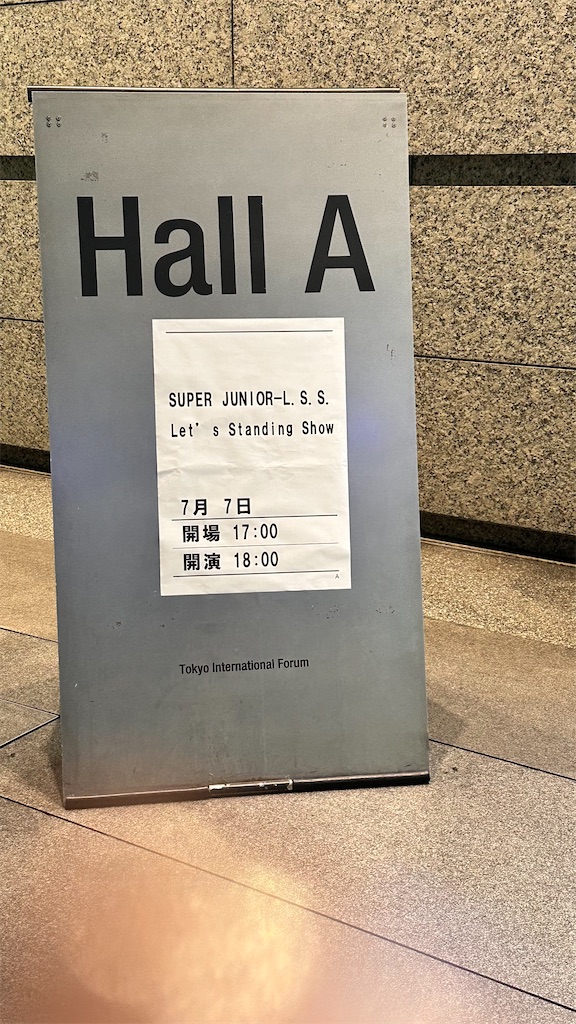 Hall A
SUPER JUNIOR-L.S.S.
Let's Standing Show
7月 7日
開場 17:00
開演 18:00
A
Tokyo International Forum